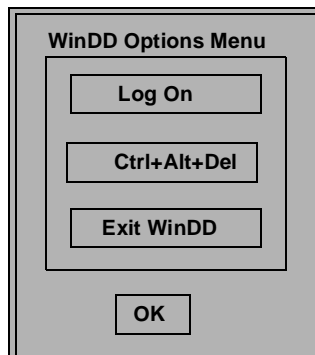 WinDD Options Menu
Log On
Ctrl+Alt+Del
Exit WinDD
OK